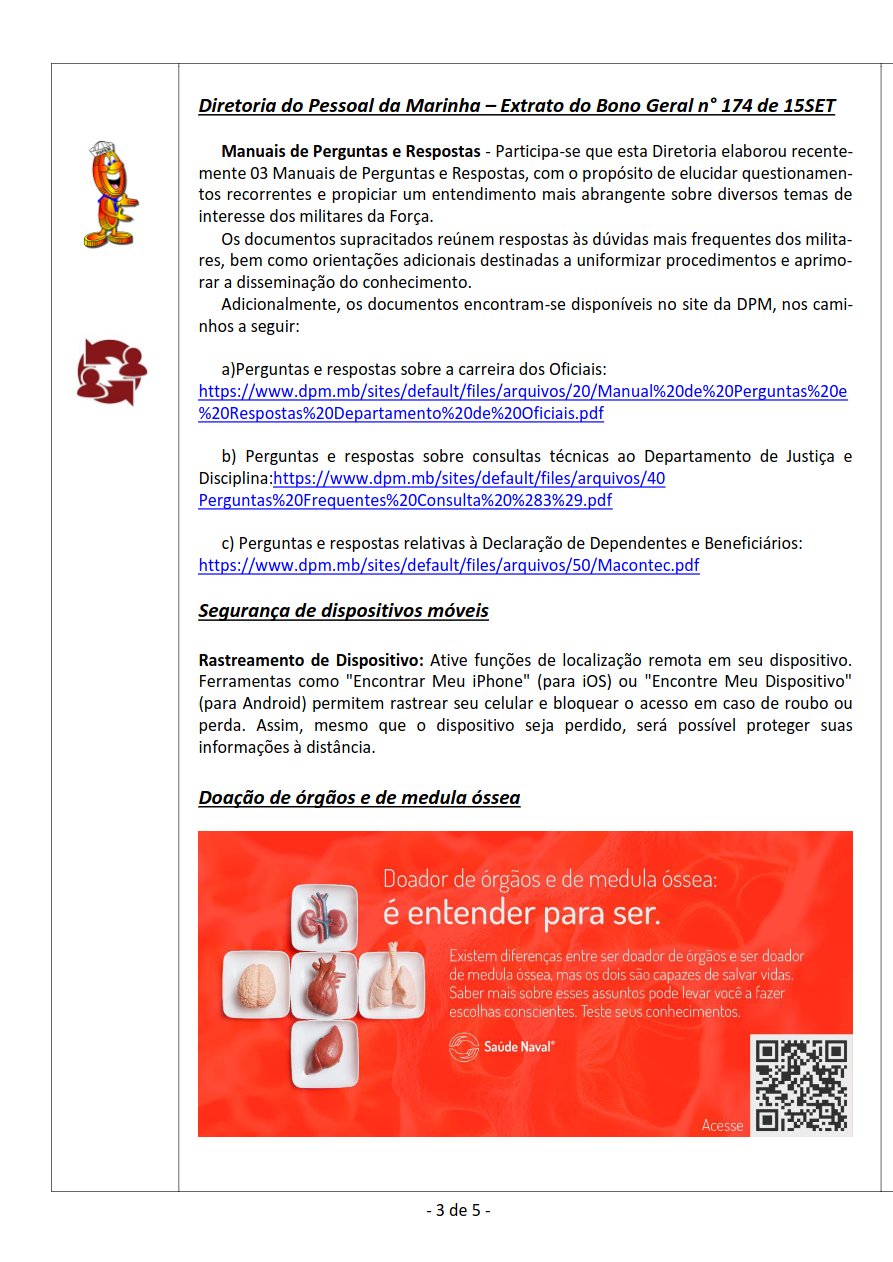 Diretoria do Pessoal da Marinha – Extrato do Bono Geral n° 174 de 15SET
Manuais de Perguntas e Respostas - Participa-se que esta Diretoria elaborou recente-
mente 03 Manuais de Perguntas e Respostas, com o propósito de elucidar questionamen-
tos recorrentes e propiciar um entendimento mais abrangente sobre diversos temas de
interesse dos militares da Força.
Os documentos supracitados reúnem respostas às dúvidas mais frequentes dos milita-
res, bem como orientações adicionais destinadas a uniformizar procedimentos e aprimo-
rar a disseminação do conhecimento.
Adicionalmente, os documentos encontram-se disponíveis no site da DPM, nos cami-
nhos a seguir:
a)Perguntas e respostas sobre a carreira dos Oficiais:
https://www.dpm.mb/sites/default/files/arquivos/20/Manual%20de%20Perguntas%20e
%20Respostas%20Departamento%20de%20Oficiais.pdf
b) Perguntas e respostas sobre consultas técnicas ao Departamento de Justiça e
Disciplina:https://www.dpm.mb/sites/default/files/arquivos/40
Perguntas%20Frequentes%20Consulta%20%283%29.pdf
c) Perguntas e respostas relativas à Declaração de Dependentes e Beneficiários:
https://www.dpm.mb/sites/default/files/arquivos/50/Macontec.pdf
Segurança de dispositivos móveis
Rastreamento de Dispositivo: Ative funções de localização remota em seu dispositivo.
Ferramentas como "Encontrar Meu iPhone" (para iOS) ou "Encontre Meu Dispositivo"
(para Android) permitem rastrear seu celular e bloquear o acesso em caso de roubo ou
perda. Assim, mesmo que o dispositivo seja perdido, será possível proteger suas
informações à distância.
Doação de órgãos e de medula óssea
Doador de órgãos e de medula óssea:
é entender para ser.
Existem diferenças entre ser doador de órgãos e ser doador
de medula óssea, mas os dois são capazes de salvar vidas.
Saber mais sobre esses assuntos pode levar você a fazer
escolhas conscientes. Teste seus conhecimentos.
Saúde Naval®
Acesse
- 3 de 5 -